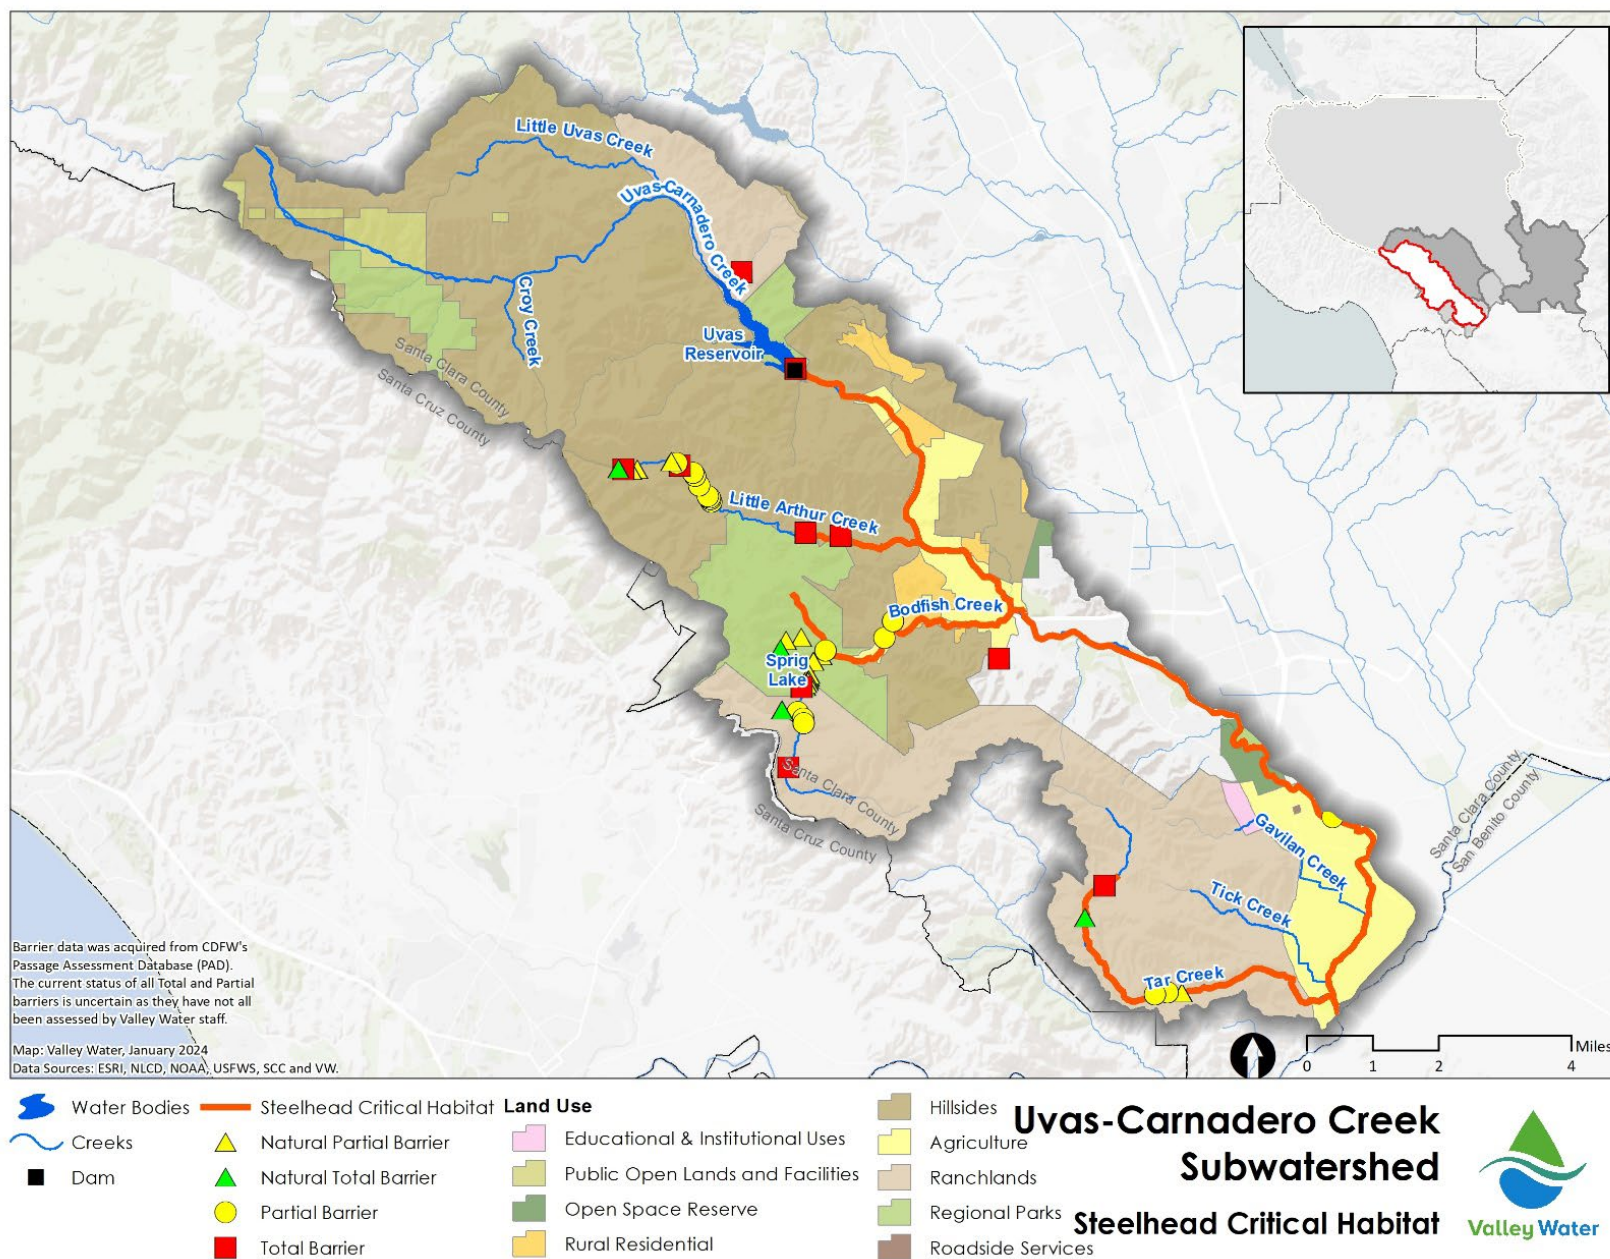 Little Uvas Creek
Uvas-Carnadero Creek
Croy Creek
Uvas
Reservoir
Santa Clara County
Santa Cruz County
Little Arthur Creek
Bodfish Creek
Sprig
Lake
Santa Clara County
Santa Cruz County
Gavilan Creek
Tick Creek
Tar Creek
Santa Clara County
San Benito County
Barrier data was acquired from CDFW's
Passage Assessment Database (PAD).
The current status of all Total and Partial
barriers is uncertain as they have not all
been assessed by Valley Water staff.
Map: Valley Water, January 2024
Data Sources: ESRI, NLCD, NOAA, USFWS, SCC and VW.
Miles
0 1 2 4
Water Bodies
Creeks
Dam
Steelhead Critical Habitat
Natural Partial Barrier
Natural Total Barrier
Partial Barrier
Total Barrier
Land Use
Educational & Institutional Uses
Public Open Lands and Facilities
Open Space Reserve
Rural Residential
Hillsides
Agriculture
Ranchlands
Regional Parks
Roadside Services
Uvas-Carnadero Creek
Subwatershed
Steelhead Critical Habitat
Valley Water